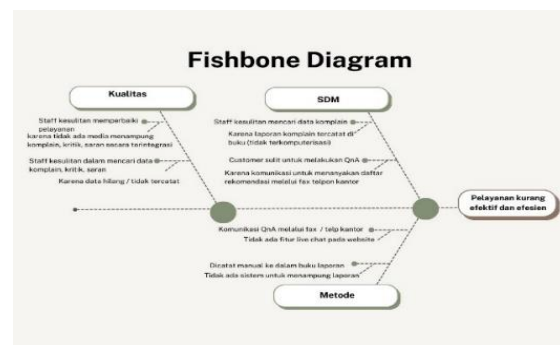 Fishbone Diagram
Kualitas
SDM
Staff kesulitan memperbaiki
pelayanan
karena tidak ada media menampung
komplain, kritik, saran secara terintegrasi
Staff kesulitan dalam mencari data
komplain, kritik, saran
Karena data hilang / tidak tercatat
Staff kesulitan mencari data komplain
Karena laporan komplain tercatat di
buku (tidak terkomputerisasi)
Customer sulit untuk melakukan QnA
Karena komunikasi untuk menanyakan daftar
rekomendasi melalui fax telpon kantor
Pelayanan kurang
efektif dan efesien
Komunikasi QnA melalui fax / telp kantor
Tidak ada fitur live chat pada website
Dicatat manual ke dalam buku laporan
Tidak ada sistem untuk menampung laporan
Metode